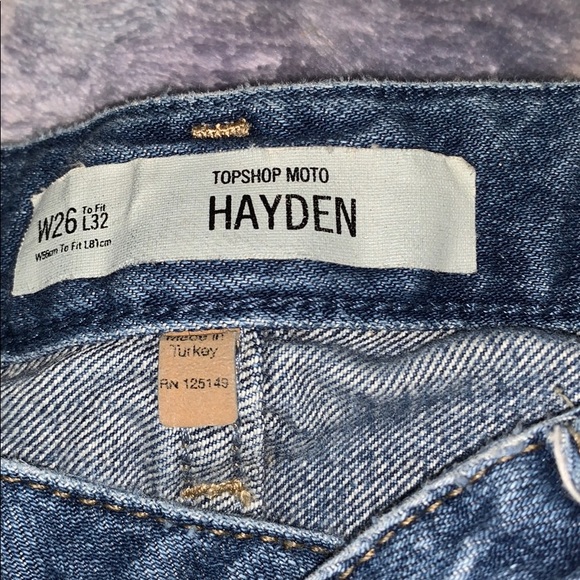 TOPSHOP MOTO
HAYDEN
W26 To Fit L32
W66cm To Fit L81cm
Made in
Turkey
RN 125149